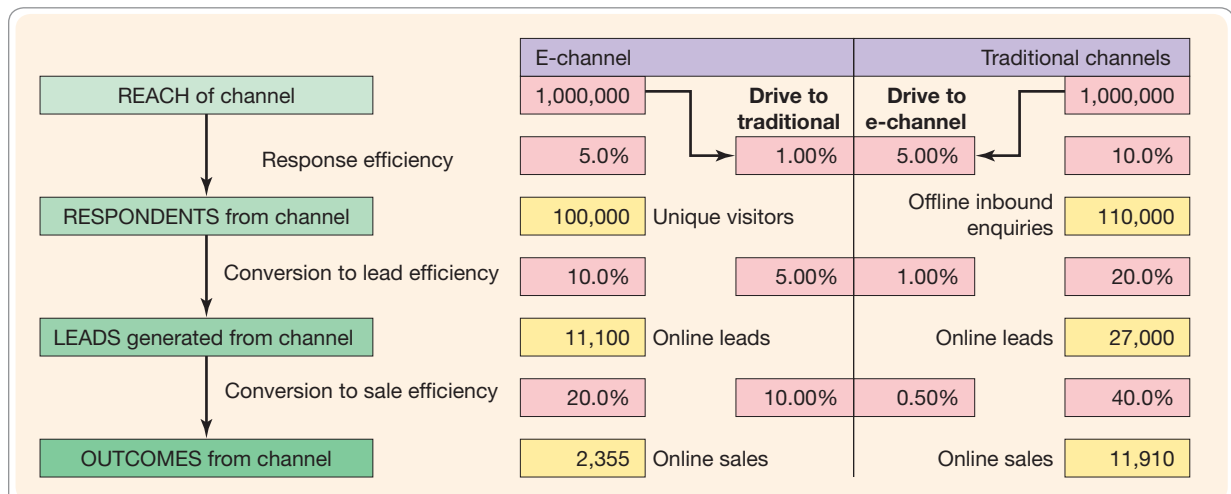 E-channel
Traditional channels
REACH of channel
1,000,000
Drive to
traditional
Drive to
e-channel
1,000,000
Response efficiency
5.0%
1.00%
5.00%
10.0%
RESPONDENTS from channel
100,000
Unique visitors
Offline inbound
enquiries
110,000
Conversion to lead efficiency
10.0%
5.00%
1.00%
20.0%
LEADS generated from channel
11,100
Online leads
Online leads
27,000
Conversion to sale efficiency
20.0%
10.00%
0.50%
40.0%
OUTCOMES from channel
2,355
Online sales
Online sales
11,910